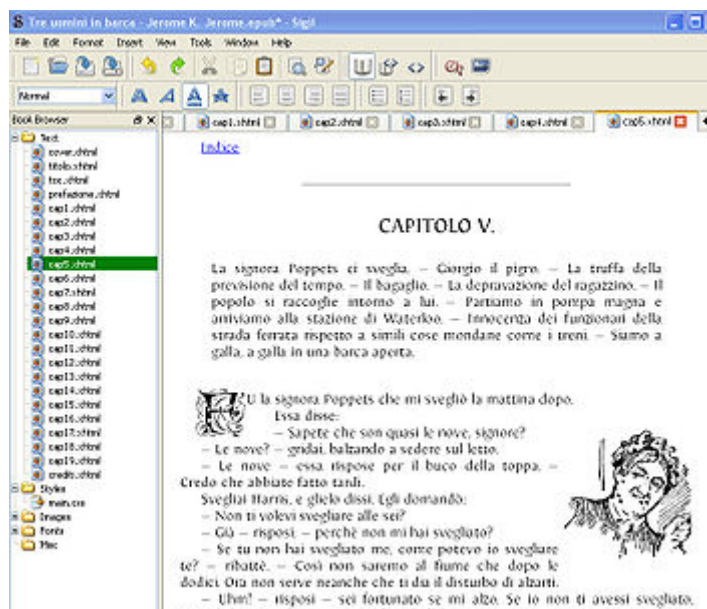 Tre uomini in barca - Jerome K. Jerome.epub* - Sigil
File Edit Format Insert View Tools Window Help
Normal
Book Browser
cap1.xhtml cap2.xhtml cap3.xhtml cap4.xhtml cap5.xhtml
Text
cover.xhtml
titolo.xhtml
toc.xhtml
prefazione.xhtml
cap1.xhtml
cap2.xhtml
cap3.xhtml
cap4.xhtml
cap5.xhtml
cap6.xhtml
cap7.xhtml
cap8.xhtml
cap9.xhtml
cap10.xhtml
cap11.xhtml
cap12.xhtml
cap13.xhtml
cap14.xhtml
cap15.xhtml
cap16.xhtml
cap17.xhtml
cap18.xhtml
cap19.xhtml
credits.xhtml
Styles
main.css
Images
Fonts
Misc
Indice
CAPITOLO V.
La signora Poppets ci sveglia. – Giorgio il pigro. – La truffa della
previsione del tempo. – Il bagaglio. – La depravazione del ragazzino. – Il
popolo si raccoglie intorno a lui. – Partiamo in pompa magna e
arriviamo alla stazione di Waterloo. – Innocenza dei funzionari della
strada ferrata rispetto a simili cose mondane come i treni. – Siamo a
galla, a galla in una barca aperta.
FU la signora Poppets che mi svegliò la mattina dopo.
Essa disse:
– Sapete che son quasi le nove, signore?
– Le nove? – gridai, balzando a sedere sul letto.
– Le nove – essa rispose per il buco della toppa. –
Credo che abbiate fatto tardi.
Svegliai Harris, e glielo dissi. Egli domandò:
– Non ti volevi svegliare alle sei?
– Già – risposi – perchè non mi hai svegliato?
– Se tu non hai svegliato me, come potevo io svegliare
te? – ribattè. – Così non saremo al fiume che dopo le
dodici. Ora non serve neanche che ti dia il disturbo di alzarti.
– Uhm! – risposi – sei fortunato se mi alzo. Se io non ti avessi svegliato,